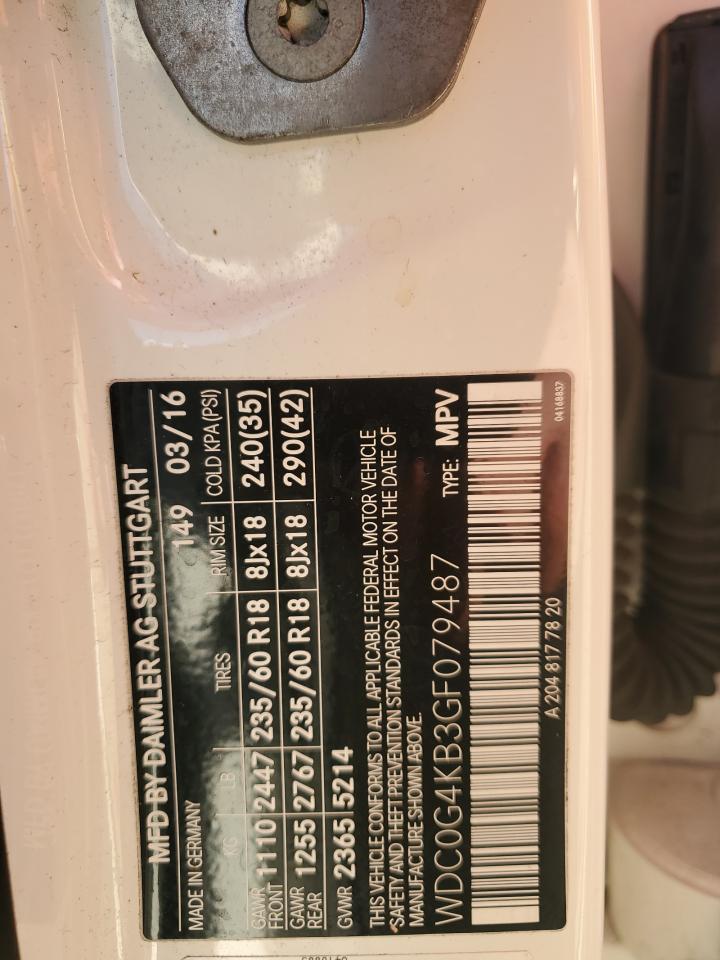 MFD BY DAIMLER AG STUTTGART
MADE IN GERMANY 149 03/16
KG LB TIRES RIM SIZE COLD KPA(PSI)
GAWR FRONT 1110 2447 235/60 R18 8Jx18 240(35)
GAWR REAR 1255 2767 235/60 R18 8Jx18 290(42)
GVWR 2365 5214
THIS VEHICLE CONFORMS TO ALL APPLICABLE FEDERAL MOTOR VEHICLE
SAFETY AND THEFT PREVENTION STANDARDS IN EFFECT ON THE DATE OF
MANUFACTURE SHOWN ABOVE.
WDC0G4KB3GF079487 TYPE: MPV
A 204 817 78 20 04168837